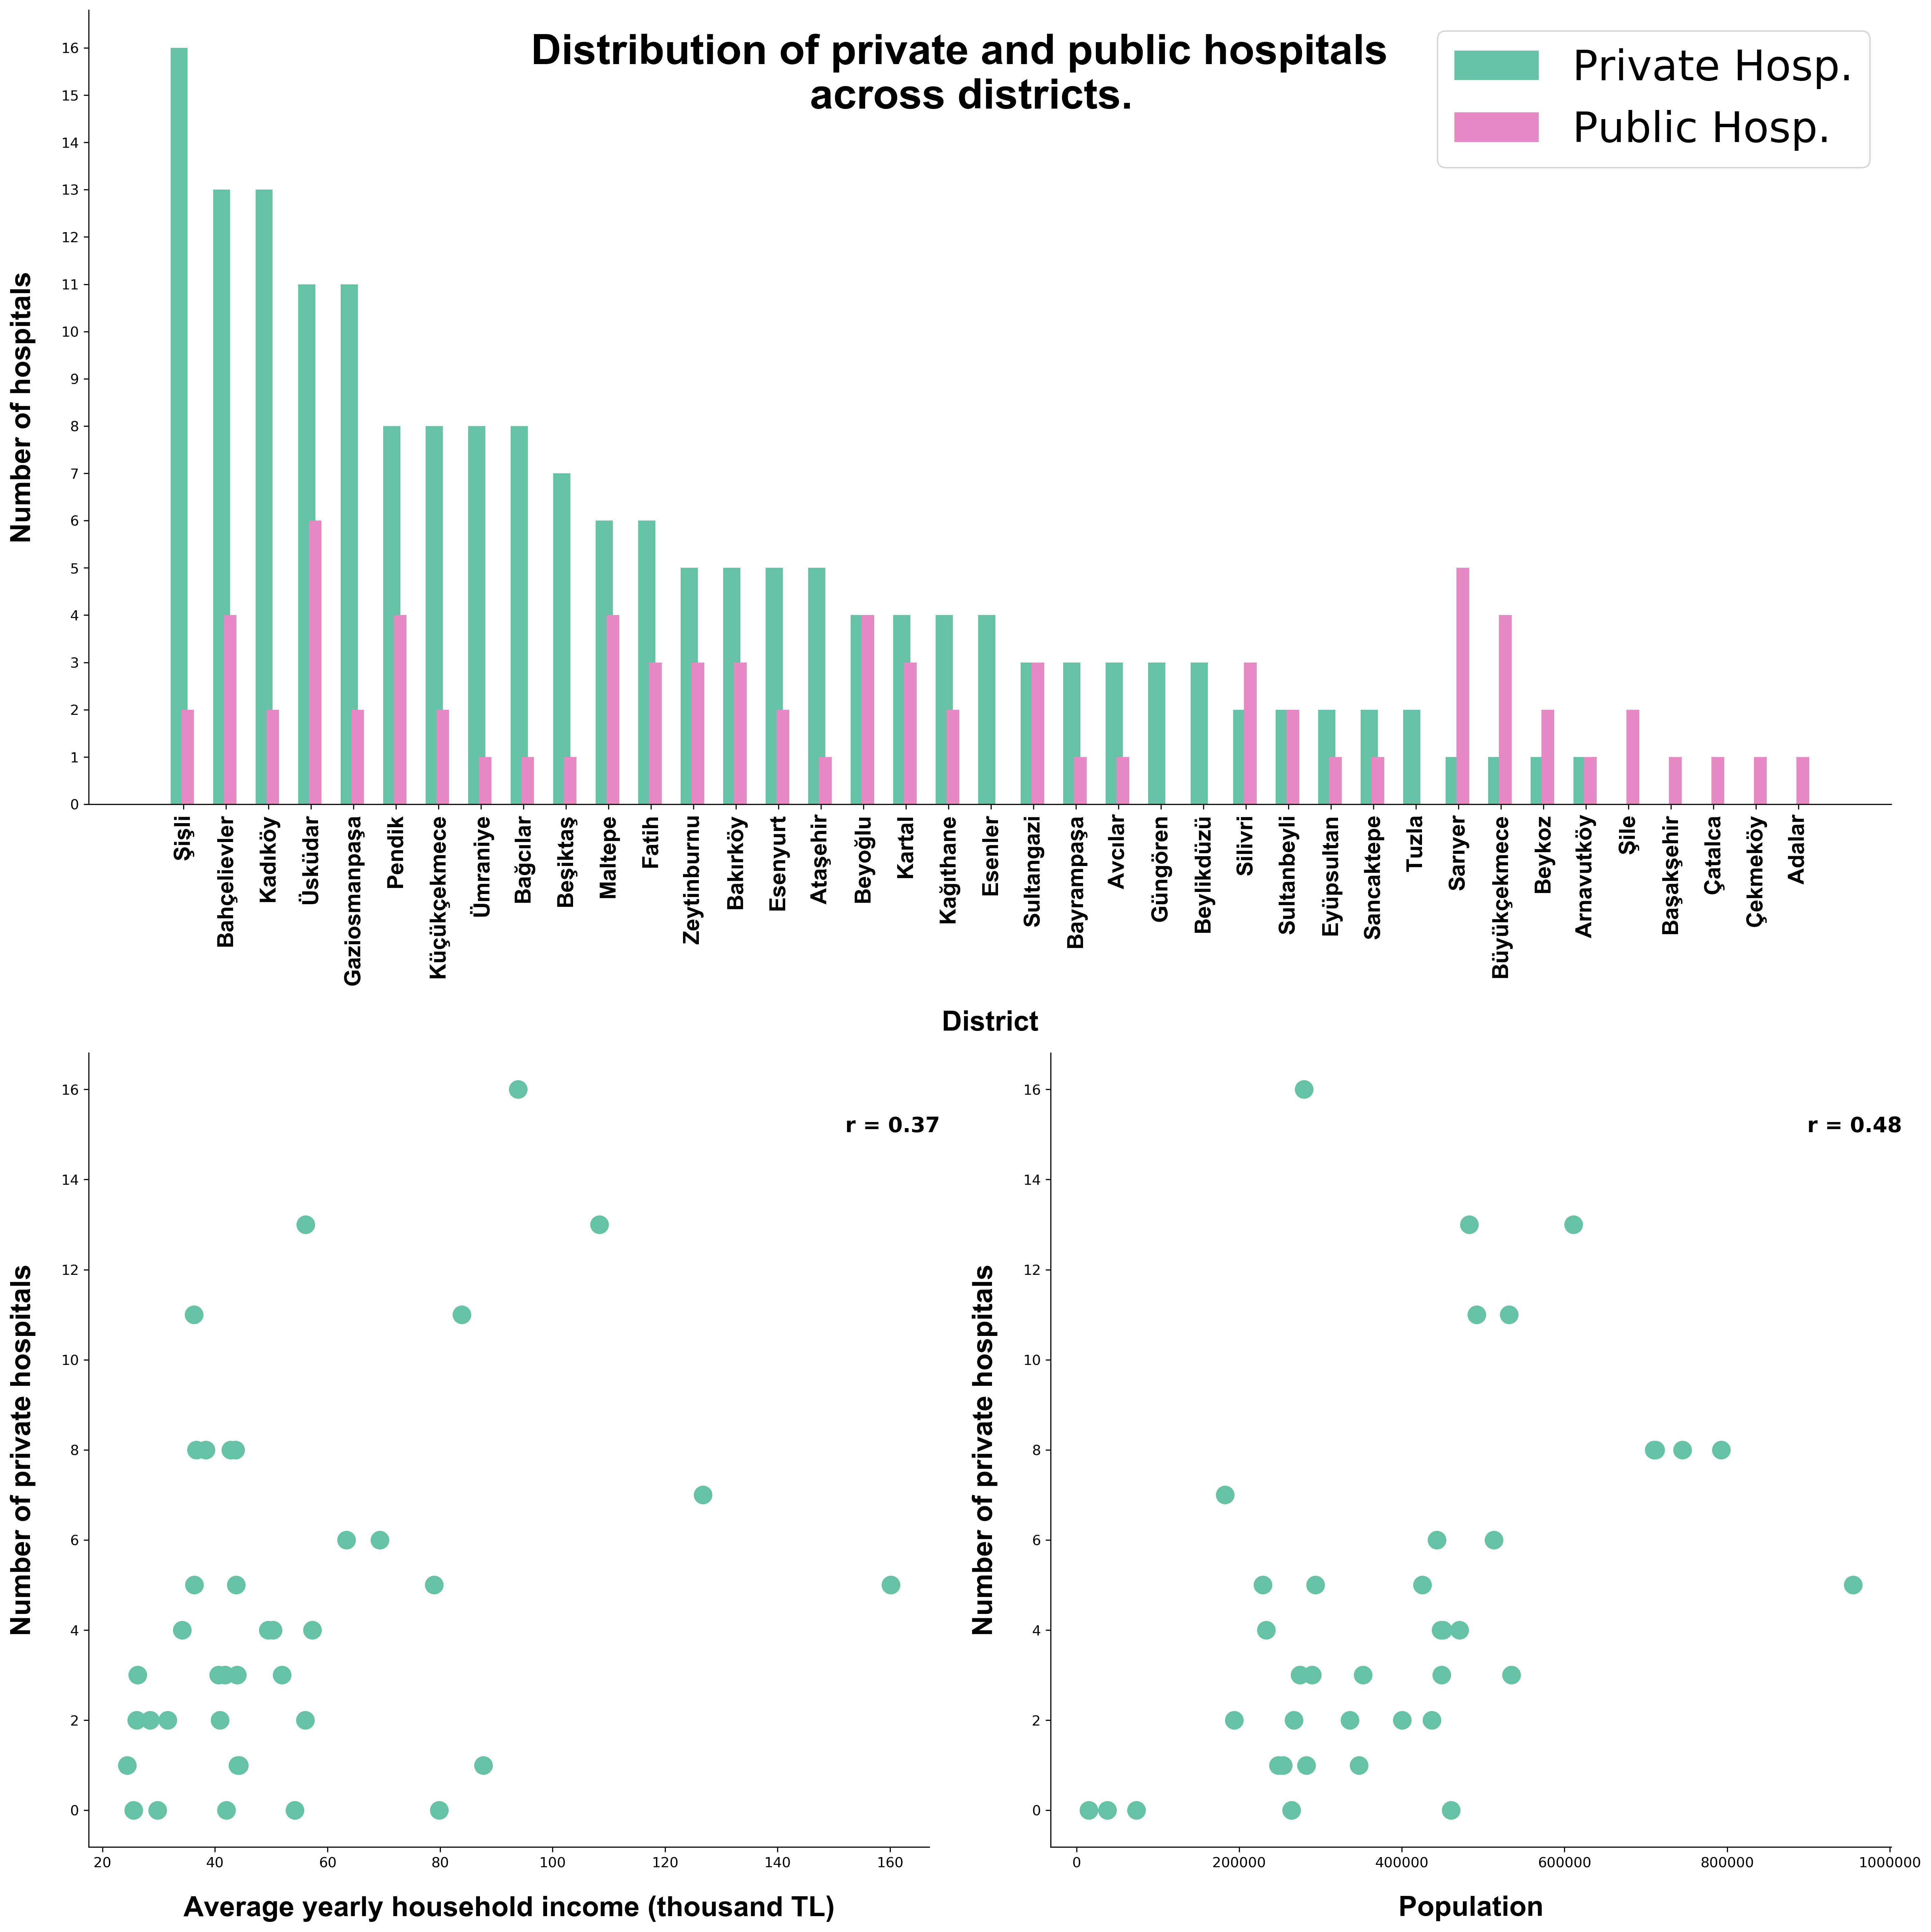 Distribution of private and public hospitals
across districts.
Private Hosp.
Public Hosp.
Number of hospitals
16
15
14
13
12
11
10
9
8
7
6
5
4
3
2
1
0
Şişli
Bahçelievler
Kadıköy
Üsküdar
Gaziosmanpaşa
Pendik
Küçükçekmece
Ümraniye
Bağcılar
Beşiktaş
Maltepe
Fatih
Zeytinburnu
Bakırköy
Esenyurt
Ataşehir
Beyoğlu
Kartal
Kağıthane
Esenler
Sultangazi
Bayrampaşa
Avcılar
Güngören
Beylikdüzü
Silivri
Sultanbeyli
Eyüpsultan
Sancaktepe
Tuzla
Sarıyer
Büyükçekmece
Beykoz
Arnavutköy
Şile
Başakşehir
Çatalca
Çekmeköy
Adalar
District
Number of private hospitals
16
14
12
10
8
6
4
2
0
r = 0.37
20 40 60 80 100 120 140 160
Average yearly household income (thousand TL)
Number of private hospitals
16
14
12
10
8
6
4
2
0
r = 0.48
0 200000 400000 600000 800000 1000000
Population